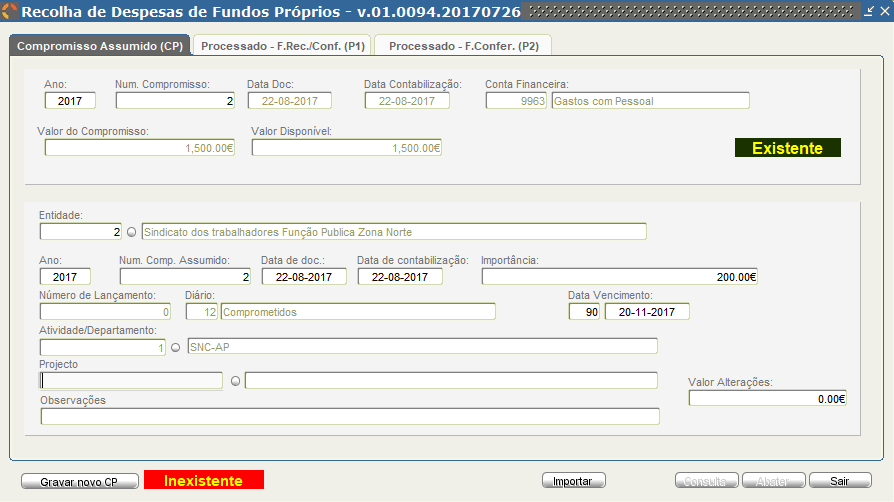 Recolha de Despesas de Fundos Próprios - v.01.0094.20170726
Compromisso Assumido (CP) Processado - F.Rec./Conf. (P1) Processado - F.Confer. (P2)
Ano: Num. Compromisso: Data Doc: Data Contabilização: Conta Financeira:
2017 2 22-08-2017 22-08-2017 9963 Gastos com Pessoal
Valor do Compromisso: Valor Disponível:
1,500.00€ 1,500.00€ Existente
Entidade:
2 Sindicato dos trabalhadores Função Publica Zona Norte
Ano: Num. Comp. Assumido: Data de doc.: Data de contabilização: Importância:
2017 2 22-08-2017 22-08-2017 200.00€
Número de Lançamento: Diário: Data Vencimento:
0 12 Comprometidos 90 20-11-2017
Atividade/Departamento:
1 SNC-AP
Projecto
Valor Alterações:
0.00€
Observações
Gravar novo CP Inexistente Importar Consulta Abater Sair